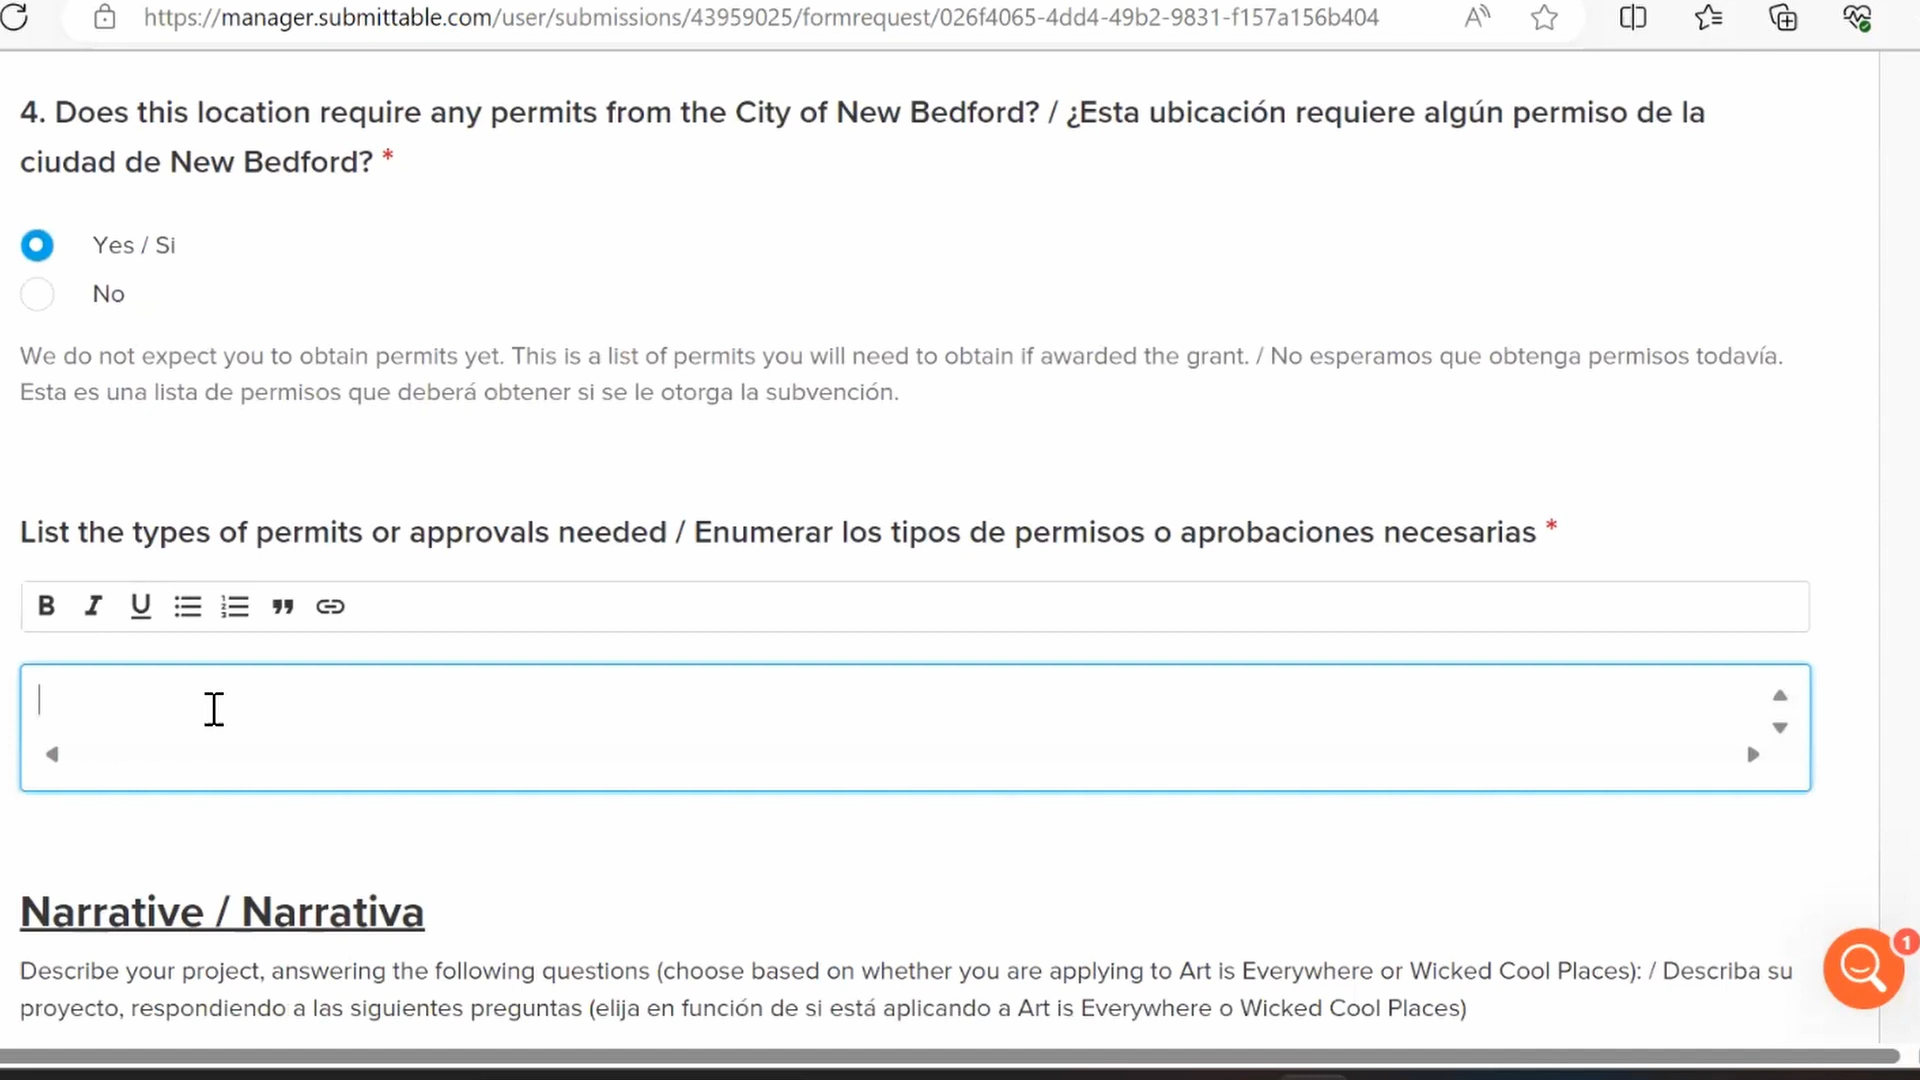 https://manager.submittable.com/user/submissions/43959025/formrequest/026f4065-4dd4-49b2-9831-f157a156b404
4. Does this location require any permits from the City of New Bedford? / ¿Esta ubicación requiere algún permiso de la
ciudad de New Bedford? *
Yes / Si
No
We do not expect you to obtain permits yet. This is a list of permits you will need to obtain if awarded the grant. / No esperamos que obtenga permisos todavía.
Esta es una lista de permisos que deberá obtener si se le otorga la subvención.
List the types of permits or approvals needed / Enumerar los tipos de permisos o aprobaciones necesarias *
B I U
Narrative / Narrativa
1
Describe your project, answering the following questions (choose based on whether you are applying to Art is Everywhere or Wicked Cool Places): / Describa su
proyecto, respondiendo a las siguientes preguntas (elija en función de si está aplicando a Art is Everywhere o Wicked Cool Places)